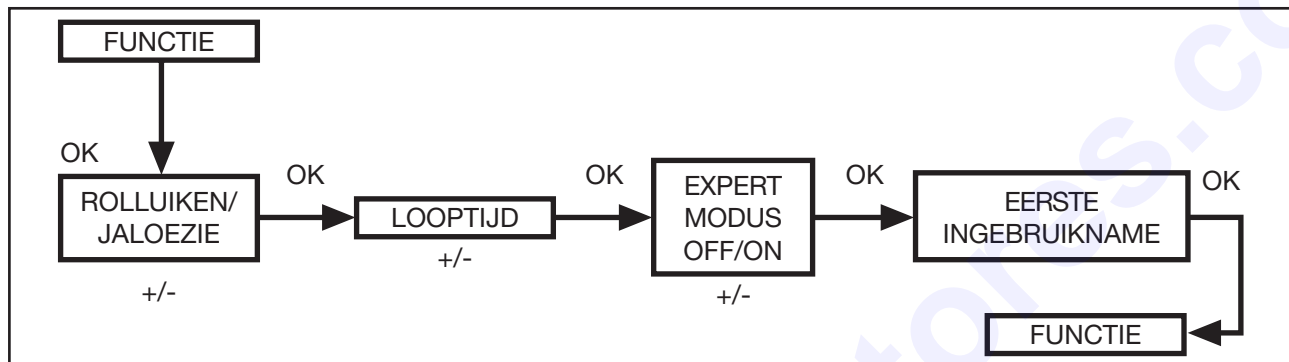 FUNCTIE
OK
ROLLUIKEN/
JALOEZIE
+/-
OK
LOOPTIJD
+/-
OK
EXPERT
MODUS
OFF/ON
+/-
OK
EERSTE
INGEBRUIKNAME
OK
FUNCTIE